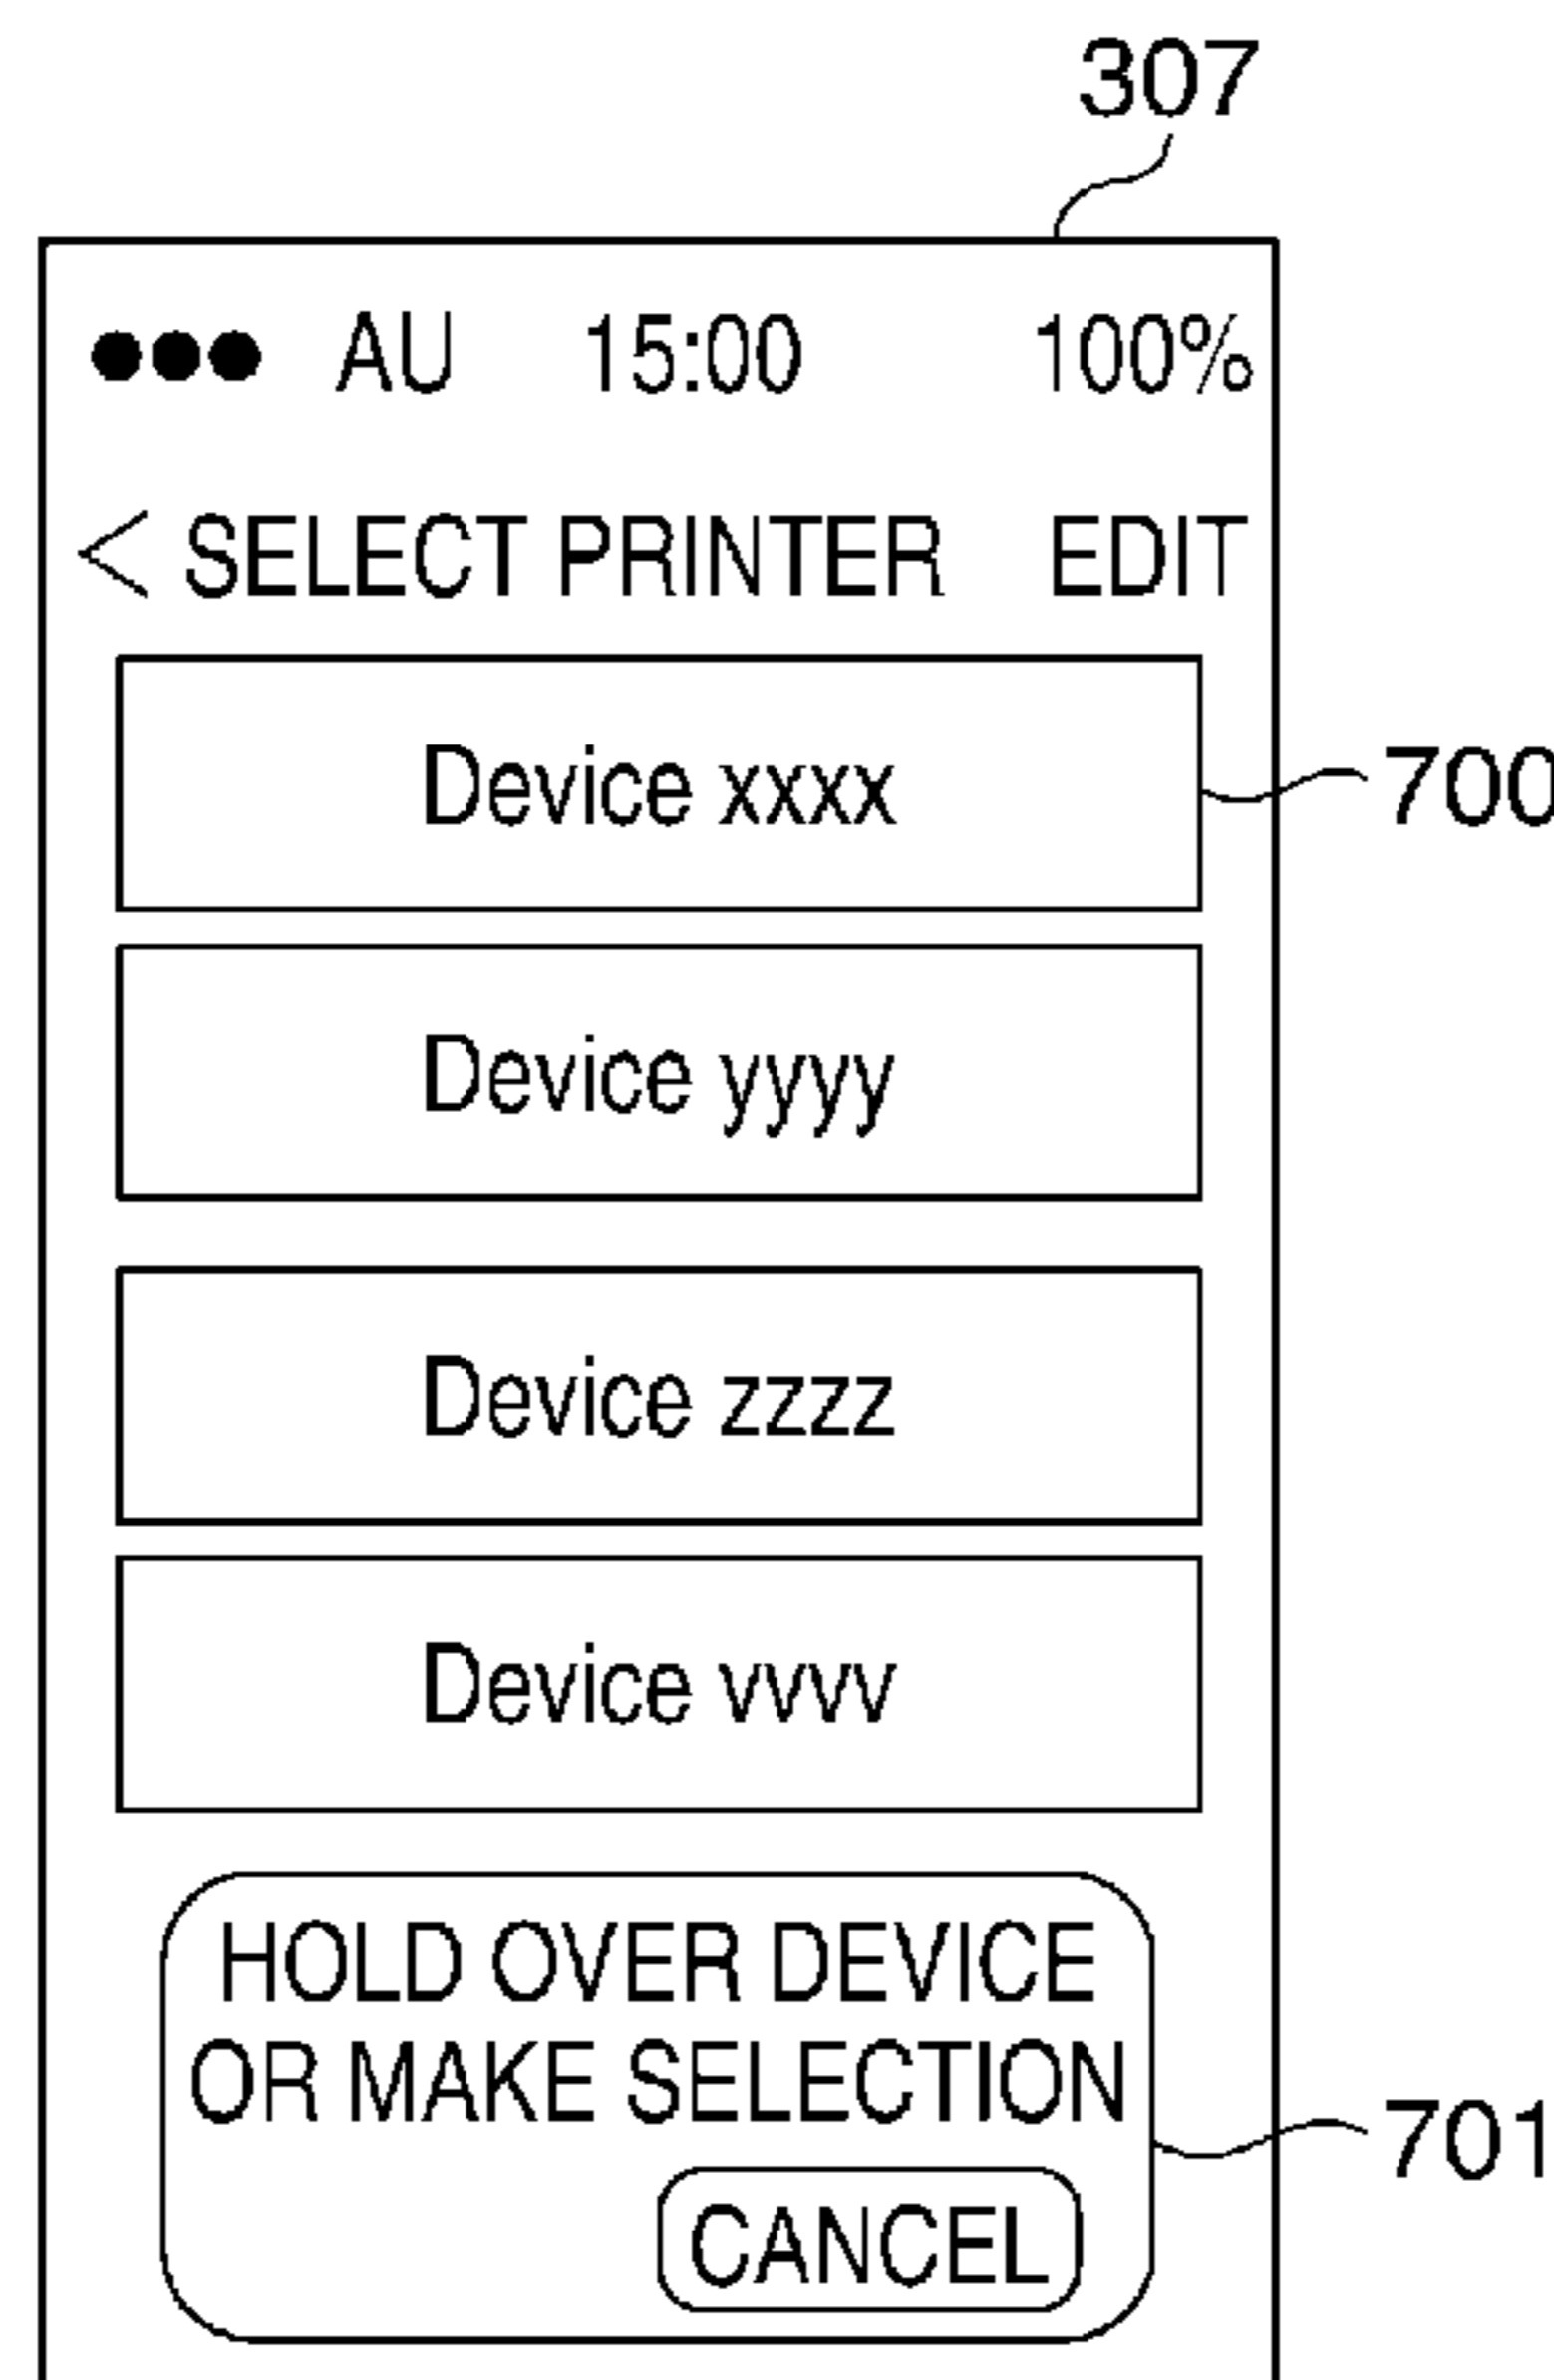 307
●●● AU 15:00 100%
< SELECT PRINTER EDIT
Device xxxx
700
Device yyyy
Device zzzz
Device vvvv
HOLD OVER DEVICE
OR MAKE SELECTION
701
CANCEL